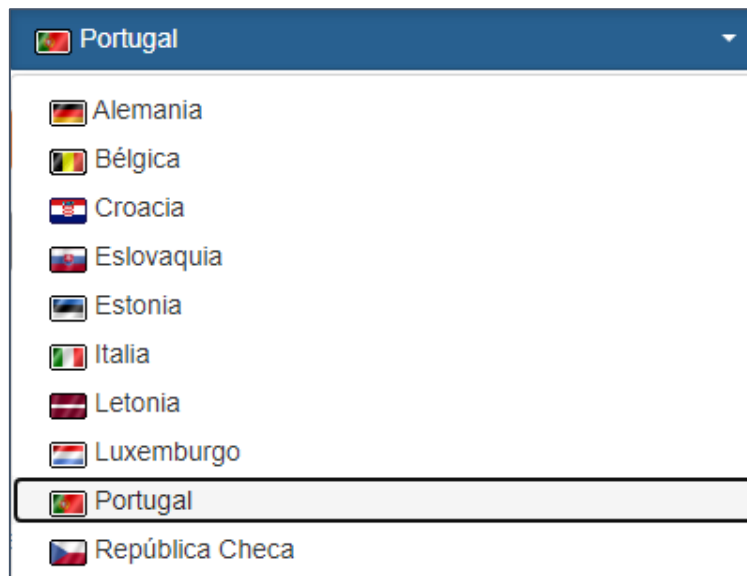 Portugal
Alemania
Bélgica
Croacia
Eslovaquia
Estonia
Italia
Letonia
Luxemburgo
Portugal
República Checa